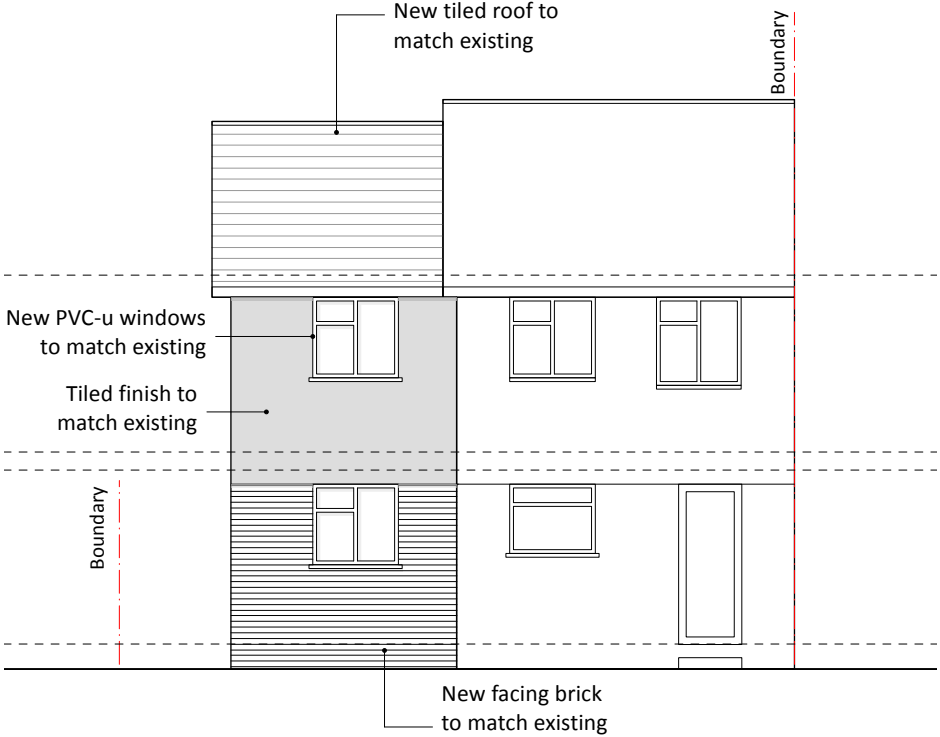 New tiled roof to
match existing
Boundary
New PVC-u windows
to match existing
Tiled finish to
match existing
Boundary
New facing brick
to match existing